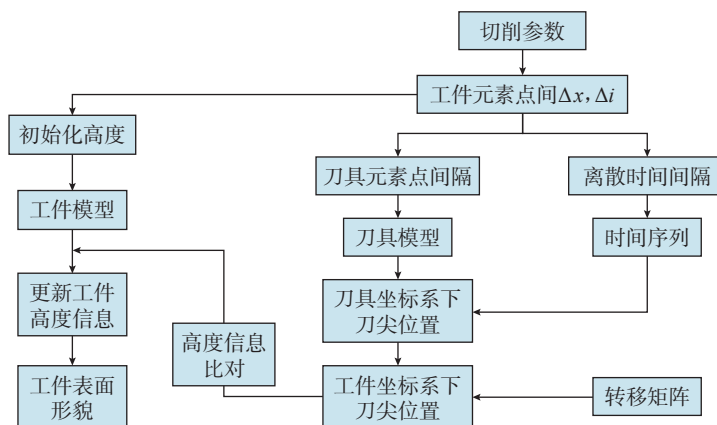 切削参数
工件元素点间Δx，Δi
初始化高度
刀具元素点间隔
离散时间间隔
工件模型
刀具模型
时间序列
更新工件
高度信息
刀具坐标系下
刀尖位置
高度信息
比对
工件表面
形貌
工件坐标系下
刀尖位置
转移矩阵